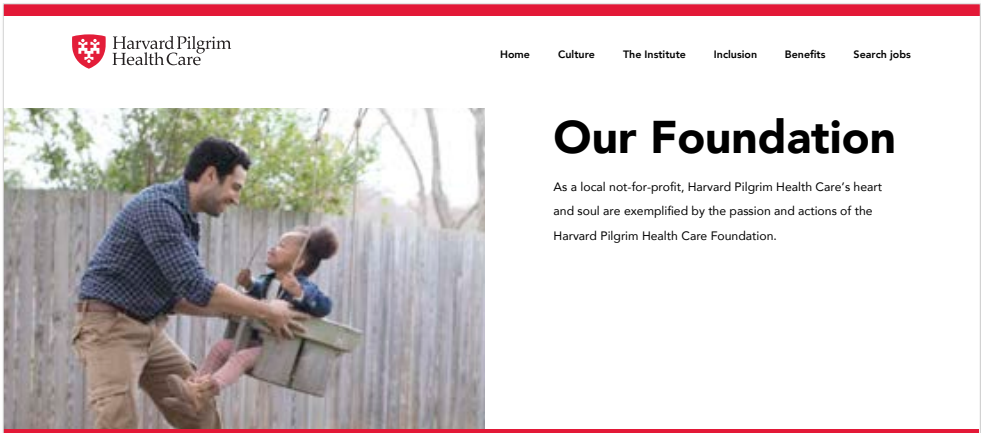 Harvard Pilgrim
Health Care
Home Culture The Institute Inclusion Benefits Search jobs
Our Foundation
As a local not-for-profit, Harvard Pilgrim Health Care’s heart
and soul are exemplified by the passion and actions of the
Harvard Pilgrim Health Care Foundation.